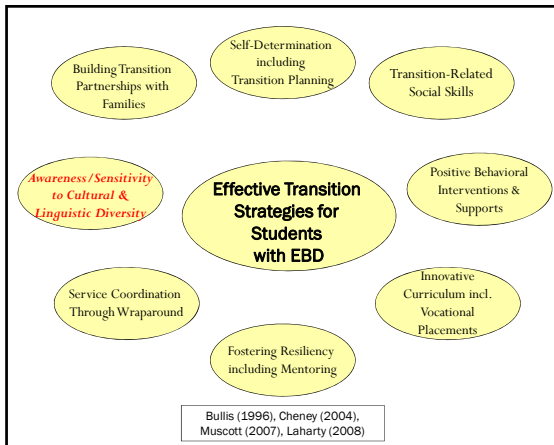 Self-Determination
including
Transition Planning
Building Transition
Partnerships with
Families
Transition-Related
Social Skills
Awareness/Sensitivity
to Cultural &
Linguistic Diversity
Effective Transition
Strategies for
Students
with EBD
Positive Behavioral
Interventions &
Supports
Service Coordination
Through Wraparound
Innovative
Curriculum incl.
Vocational
Placements
Fostering Resiliency
including Mentoring
Bullis (1996), Cheney (2004),
Muscott (2007), Laharty (2008)